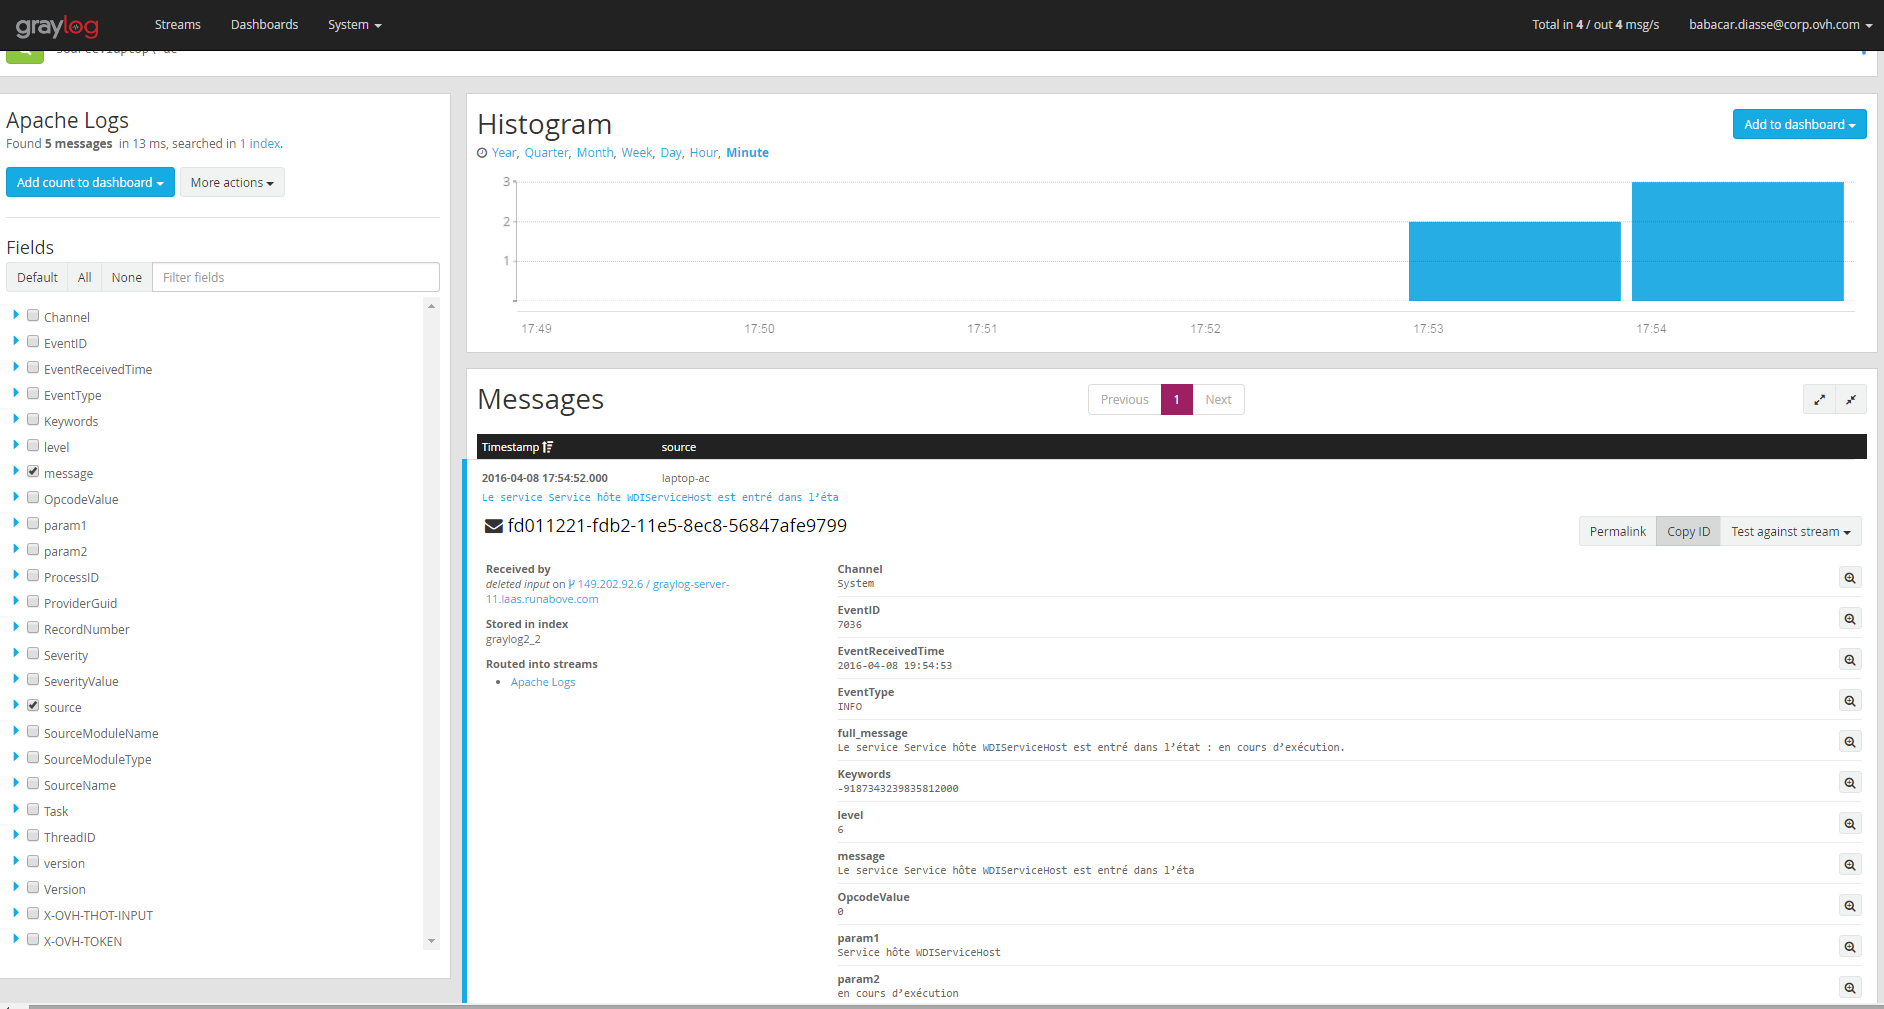 graylog Streams Dashboards System Total in 4 / out 4 msg/s babacar.diasse@corp.ovh.com
Apache Logs
Found 5 messages in 13 ms, searched in 1 index.
Add count to dashboard More actions
Fields
Default All None Filter fields
Channel
EventID
EventReceivedTime
EventType
Keywords
level
message
OpcodeValue
param1
param2
ProcessID
ProviderGuid
RecordNumber
Severity
SeverityValue
source
SourceModuleName
SourceModuleType
SourceName
Task
ThreadID
version
Version
X-OVH-THOT-INPUT
X-OVH-TOKEN
Histogram
Add to dashboard
Year, Quarter, Month, Week, Day, Hour, Minute
3
2
1
17:49 17:50 17:51 17:52 17:53 17:54
Messages
Previous 1 Next
Timestamp source
2016-04-08 17:54:52.000 laptop-ac
Le service Service hôte WDIServiceHost est entré dans l’éta
fd011221-fdb2-11e5-8ec8-56847afe9799
Permalink Copy ID Test against stream
Received by
deleted input on 149.202.92.6 / graylog-server-
11.laas.runabove.com
Stored in index
graylog2_2
Routed into streams
• Apache Logs
Channel
System
EventID
7036
EventReceivedTime
2016-04-08 19:54:53
EventType
INFO
full_message
Le service Service hôte WDIServiceHost est entré dans l’état : en cours d’exécution.
Keywords
-9187343239835812000
level
6
message
Le service Service hôte WDIServiceHost est entré dans l’éta
OpcodeValue
0
param1
Service hôte WDIServiceHost
param2
en cours d’exécution